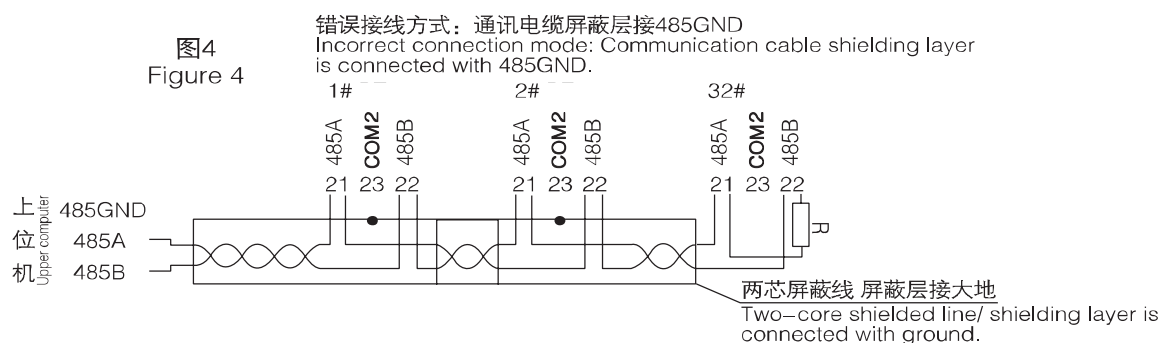 错误接线方式：通讯电缆屏蔽层接485GND
图4
Incorrect connection mode: Communication cable shielding layer
Figure 4
is connected with 485GND.
1# 2# 32#
485A COM2 485B 485A COM2 485B 485A COM2 485B
21 23 22 21 23 22 21 23 22
上位机 Upper computer
485GND
485A
485B
R
两芯屏蔽线 屏蔽层接大地
Two-core shielded line/ shielding layer is
connected with ground.